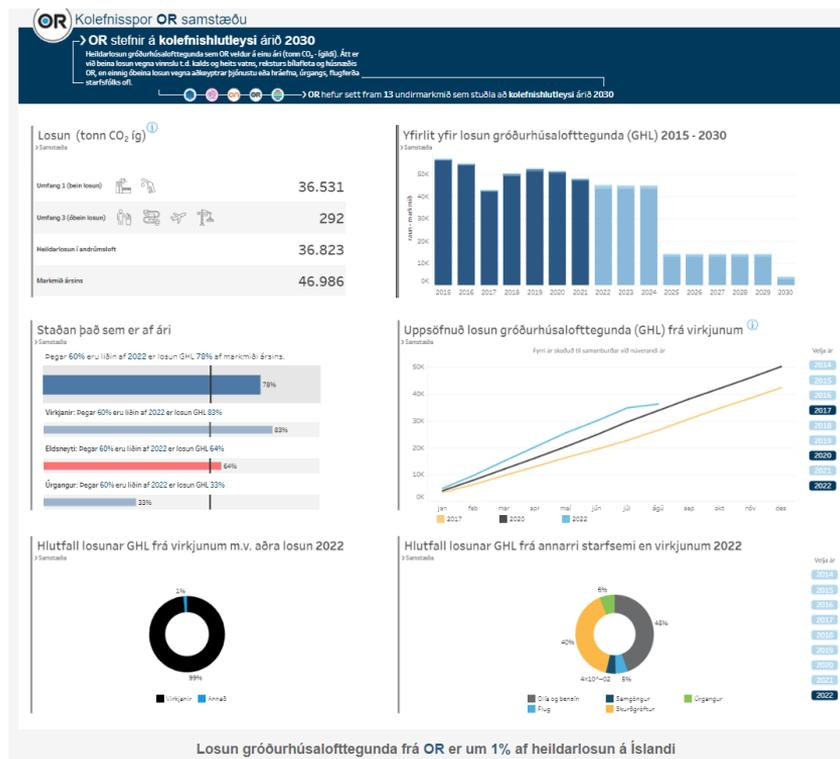 OR Kolefnisspor OR samstæðu
OR stefnir á kolefnishlutleysi árið 2030
Heildarlosun gróðurhúsalofttegunda sem OR veldur á einu ári (tonn CO₂ -ígildi). Átt er
við beina losun vegna vinnslu t.d. kalds og heits vatns, reksturs bílaflota og húsnæðis
OR, en einnig óbeina losun vegna aðkeyptrar þjónustu eða hráefna, úrgangs, flugferða
starfsfólks ofl.
OR hefur sett fram 13 undirmarkmið sem stuðla að kolefnishlutleysi árið 2030
Losun (tonn CO₂ íg)
Samstæða
Umfang 1 (bein losun) 36.531
Umfang 3 (óbein losun) 292
Heildarlosun í andrúmsloft 36.823
Markmið ársins 46.986
Yfirlit yfir losun gróðurhúsalofttegunda (GHL) 2015 - 2030
Samstæða
raun - markmið
50K
40K
30K
20K
10K
0K
2015 2016 2017 2018 2019 2020 2021 2022 2023 2024 2025 2026 2027 2028 2029 2030
Staðan það sem er af ári
Samstæða
Þegar 60% eru liðin af 2022 er losun GHL 78% af markmiði ársins.
78%
Virkjanir: Þegar 60% eru liðin af 2022 er losun GHL 83%
83%
Eldsneyti: Þegar 60% eru liðin af 2022 er losun GHL 64%
64%
Úrgangur: Þegar 60% eru liðin af 2022 er losun GHL 33%
33%
Uppsöfnuð losun gróðurhúsalofttegunda (GHL) frá virkjunum
Samstæða
Fyrri ár skoðuð til samanburðar við núverandi ár
50K
40K
30K
20K
10K
0K
jan feb mar apr maí jún júl ágú sep okt nóv des
2017 2020 2022
Velja ár
2014
2015
2016
2017
2018
2019
2020
2021
2022
Hlutfall losunar GHL frá virkjunum m.v. aðra losun 2022
Samstæða
1%
99%
Virkjanir Annað
Hlutfall losunar GHL frá annarri starfsemi en virkjunum 2022
Samstæða
6%
48%
40%
4×10^-02 5%
Olía og bensín Samgöngur Úrgangur
Flug Skurðgröftur
Velja ár
2014
2015
2016
2017
2018
2019
2020
2021
2022
Losun gróðurhúsalofttegunda frá OR er um 1% af heildarlosun á Íslandi